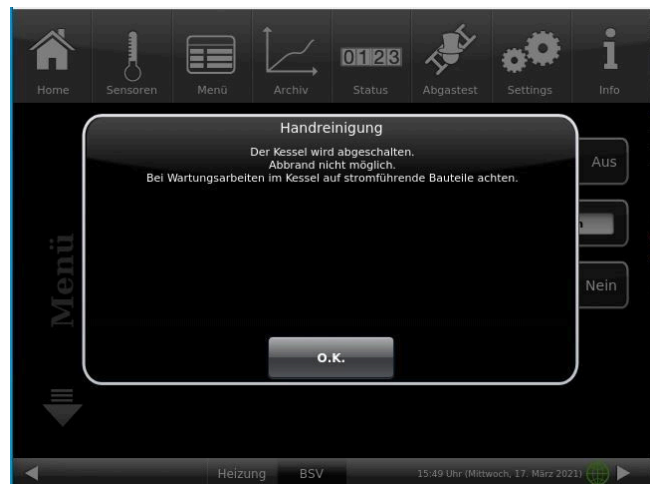 0123
Home Sensoren Menü Archiv Status Abgastest Settings Info
Handreinigung
Der Kessel wird abgeschalten.
Abbrand nicht möglich.
Bei Wartungsarbeiten im Kessel auf stromführende Bauteile achten.
Aus
Menü
Nein
O.K.
Heizung BSV 15:49 Uhr (Mittwoch, 17. März 2021)